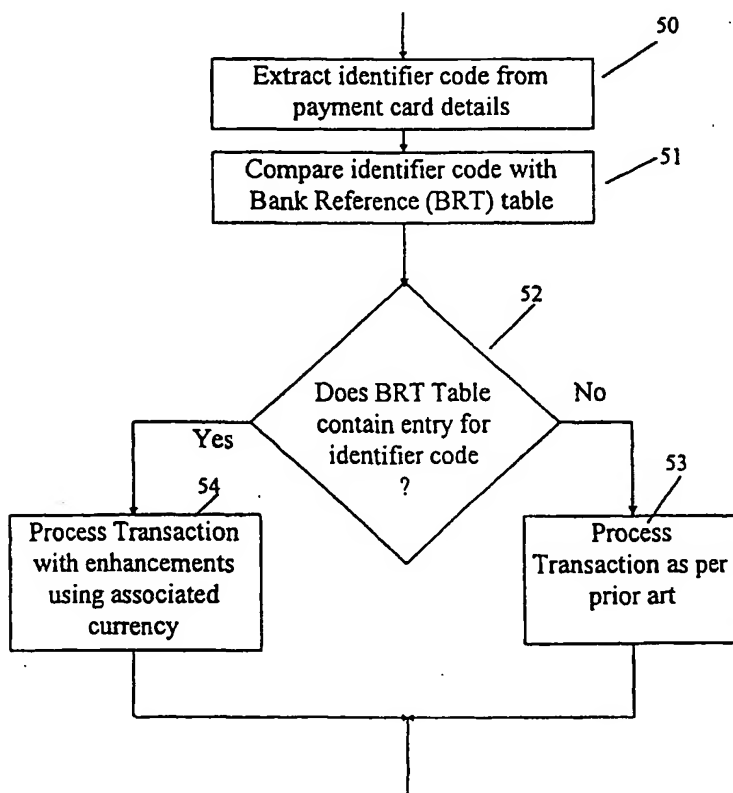 50
Extract identifier code from
payment card details
51
Compare identifier code with
Bank Reference (BRT) table
52
Does BRT Table
contain entry for
identifier code
?
Yes
No
54
Process Transaction
with enhancements
using associated
currency
53
Process
Transaction as per
prior art